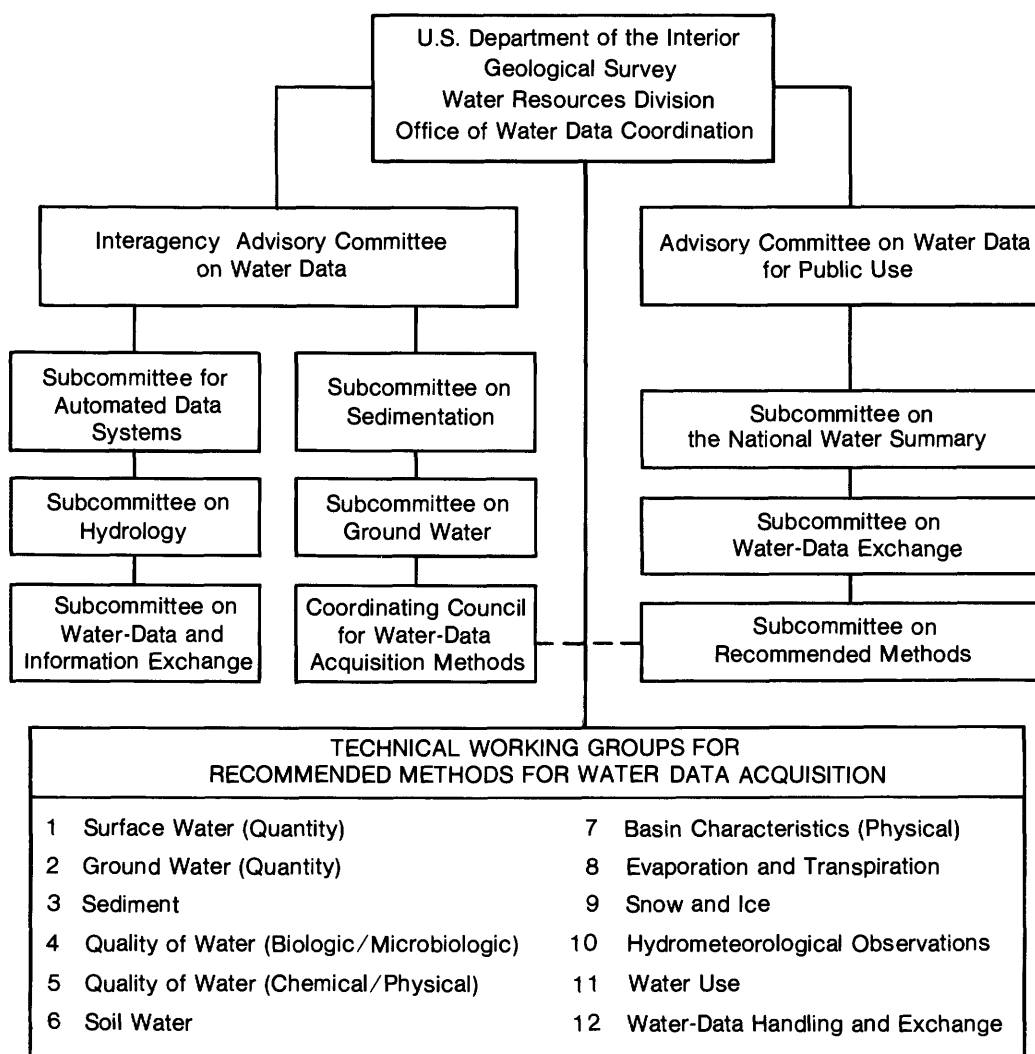 U.S. Department of the Interior
Geological Survey
Water Resources Division
Office of Water Data Coordination
Interagency Advisory Committee
on Water Data
Advisory Committee on Water Data
for Public Use
Subcommittee for
Automated Data
Systems
Subcommittee on
Hydrology
Subcommittee on
Water-Data and
Information Exchange
Subcommittee on
Sedimentation
Subcommittee on
Ground Water
Coordinating Council
for Water-Data
Acquisition Methods
Subcommittee on
the National Water Summary
Subcommittee on
Water-Data Exchange
Subcommittee on
Recommended Methods
TECHNICAL WORKING GROUPS FOR
RECOMMENDED METHODS FOR WATER DATA ACQUISITION
1 Surface Water (Quantity)
2 Ground Water (Quantity)
3 Sediment
4 Quality of Water (Biologic/Microbiologic)
5 Quality of Water (Chemical/Physical)
6 Soil Water
7 Basin Characteristics (Physical)
8 Evaporation and Transpiration
9 Snow and Ice
10 Hydrometeorological Observations
11 Water Use
12 Water-Data Handling and Exchange